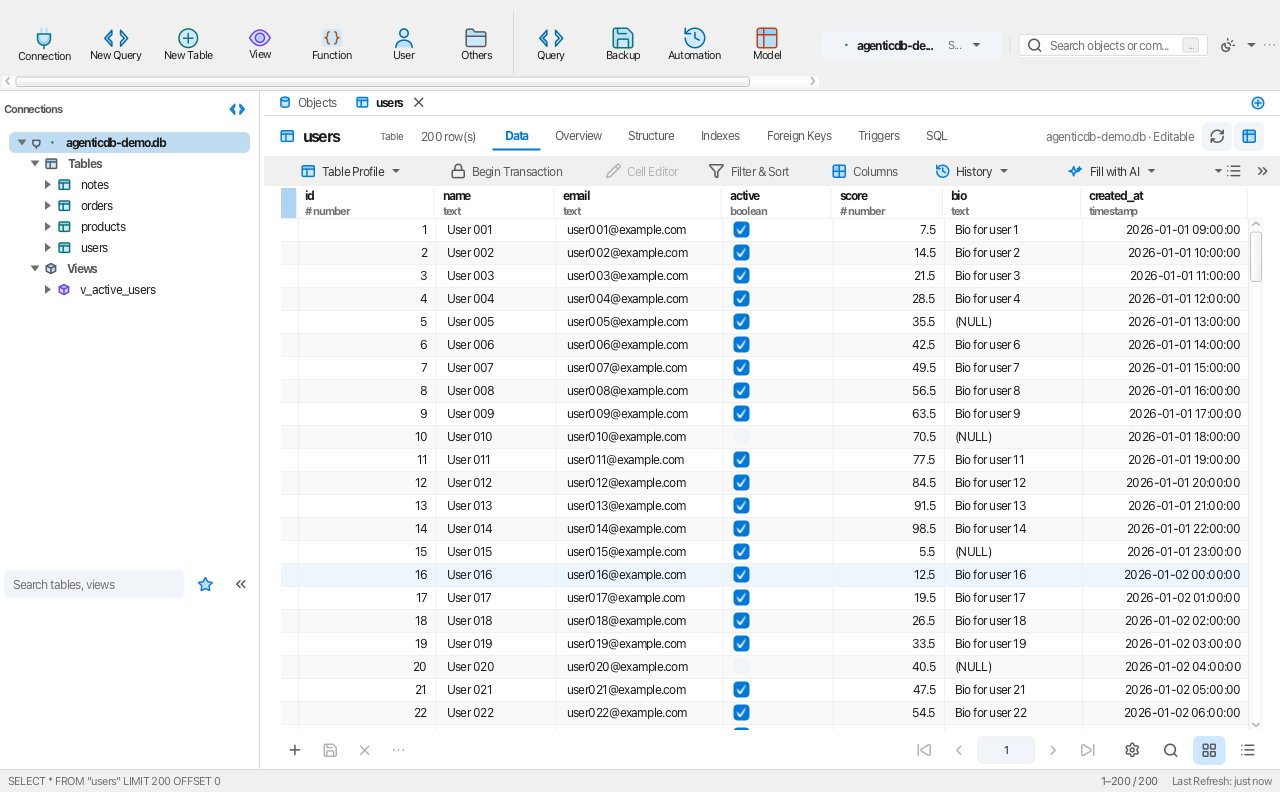 Connection
New Query
New Table
View
Function
User
Others
Query
Backup
Automation
Model
agenticdb-de... S...
Search objects or com... ...
Connections
agenticdb-demo.db
Tables
notes
orders
products
users
Views
v_active_users
Search tables, views
Objects users
users Table 200 row(s) Data Overview Structure Indexes Foreign Keys Triggers SQL agenticdb-demo.db · Editable
Table Profile Begin Transaction Cell Editor Filter & Sort Columns History Fill with AI
id name email active score bio created_at
# number text text boolean # number text timestamp
1 User 001 user001@example.com 7.5 Bio for user 1 2026-01-01 09:00:00
2 User 002 user002@example.com 14.5 Bio for user 2 2026-01-01 10:00:00
3 User 003 user003@example.com 21.5 Bio for user 3 2026-01-01 11:00:00
4 User 004 user004@example.com 28.5 Bio for user 4 2026-01-01 12:00:00
5 User 005 user005@example.com 35.5 (NULL) 2026-01-01 13:00:00
6 User 006 user006@example.com 42.5 Bio for user 6 2026-01-01 14:00:00
7 User 007 user007@example.com 49.5 Bio for user 7 2026-01-01 15:00:00
8 User 008 user008@example.com 56.5 Bio for user 8 2026-01-01 16:00:00
9 User 009 user009@example.com 63.5 Bio for user 9 2026-01-01 17:00:00
10 User 010 user010@example.com 70.5 (NULL) 2026-01-01 18:00:00
11 User 011 user011@example.com 77.5 Bio for user 11 2026-01-01 19:00:00
12 User 012 user012@example.com 84.5 Bio for user 12 2026-01-01 20:00:00
13 User 013 user013@example.com 91.5 Bio for user 13 2026-01-01 21:00:00
14 User 014 user014@example.com 98.5 Bio for user 14 2026-01-01 22:00:00
15 User 015 user015@example.com 5.5 (NULL) 2026-01-01 23:00:00
16 User 016 user016@example.com 12.5 Bio for user 16 2026-01-02 00:00:00
17 User 017 user017@example.com 19.5 Bio for user 17 2026-01-02 01:00:00
18 User 018 user018@example.com 26.5 Bio for user 18 2026-01-02 02:00:00
19 User 019 user019@example.com 33.5 Bio for user 19 2026-01-02 03:00:00
20 User 020 user020@example.com 40.5 (NULL) 2026-01-02 04:00:00
21 User 021 user021@example.com 47.5 Bio for user 21 2026-01-02 05:00:00
22 User 022 user022@example.com 54.5 Bio for user 22 2026-01-02 06:00:00
1
SELECT * FROM "users" LIMIT 200 OFFSET 0
1–200 / 200 Last Refresh: just now